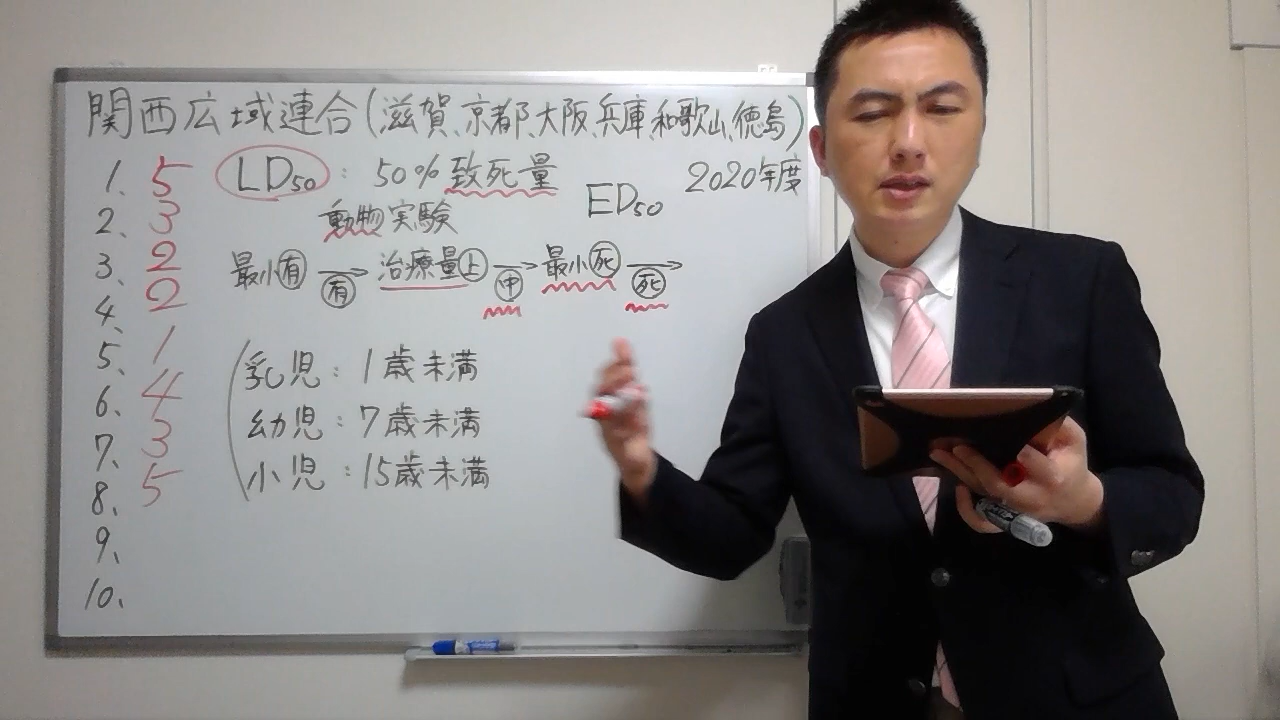 関西広域連合(滋賀、京都、大阪、兵庫、和歌山、徳島)
2020年度
1、5
2、3
3、2
4、2
5、1
6、4
7、3
8、5
9、
10、
LD50:50%致死量
ED50
動物実験
最小有→治療量上→最小死→
有 中 死
乳児:1歳未満
幼児:7歳未満
小児:15歳未満